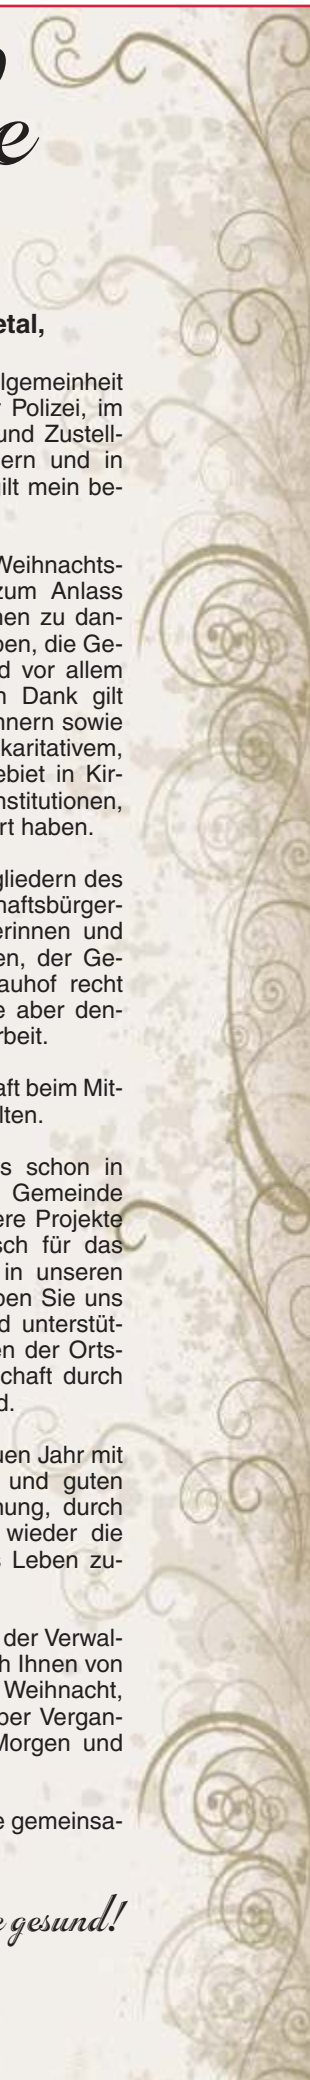 e
etal,
lgemeinheit
Polizei, im
und Zustell-
ern und in
ilt mein be-
Weihnachts-
zum Anlass
nen zu dan-
ben, die Ge-
d vor allem
n Dank gilt
nnern sowie
karitativem,
ebiet in Kir-
nstitutionen,
rt haben.
gliedern des
haftsbürger-
erinnen und
en, der Ge-
auhof recht
e aber den-
rbeit.
aft beim Mit-
lten.
s schon in
Gemeinde
ere Projekte
sch für das
in unseren
ben Sie uns
d unterstüt-
en der Orts-
chaft durch
d.
uen Jahr mit
und guten
nung, durch
wieder die
s Leben zu-
der Verwal-
h Ihnen von
Weihnacht,
ber Vergan-
Morgen und
e gemeinsa-
e gesund!